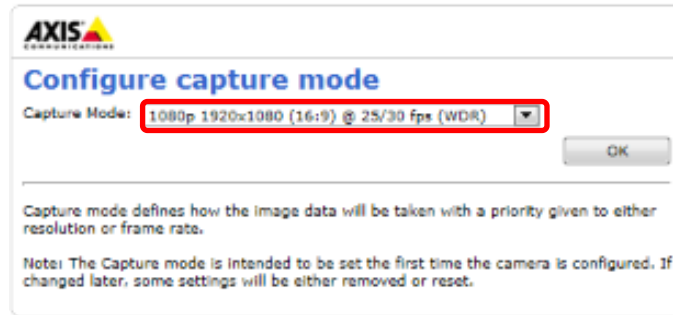 AXIS
COMMUNICATIONS
Configure capture mode
Capture Mode: 1080p 1920x1080 (16:9) @ 25/30 fps (WDR)
OK
Capture mode defines how the image data will be taken with a priority given to either
resolution or frame rate.
Note: The Capture mode is intended to be set the first time the camera is configured. If
changed later, some settings will be either removed or reset.